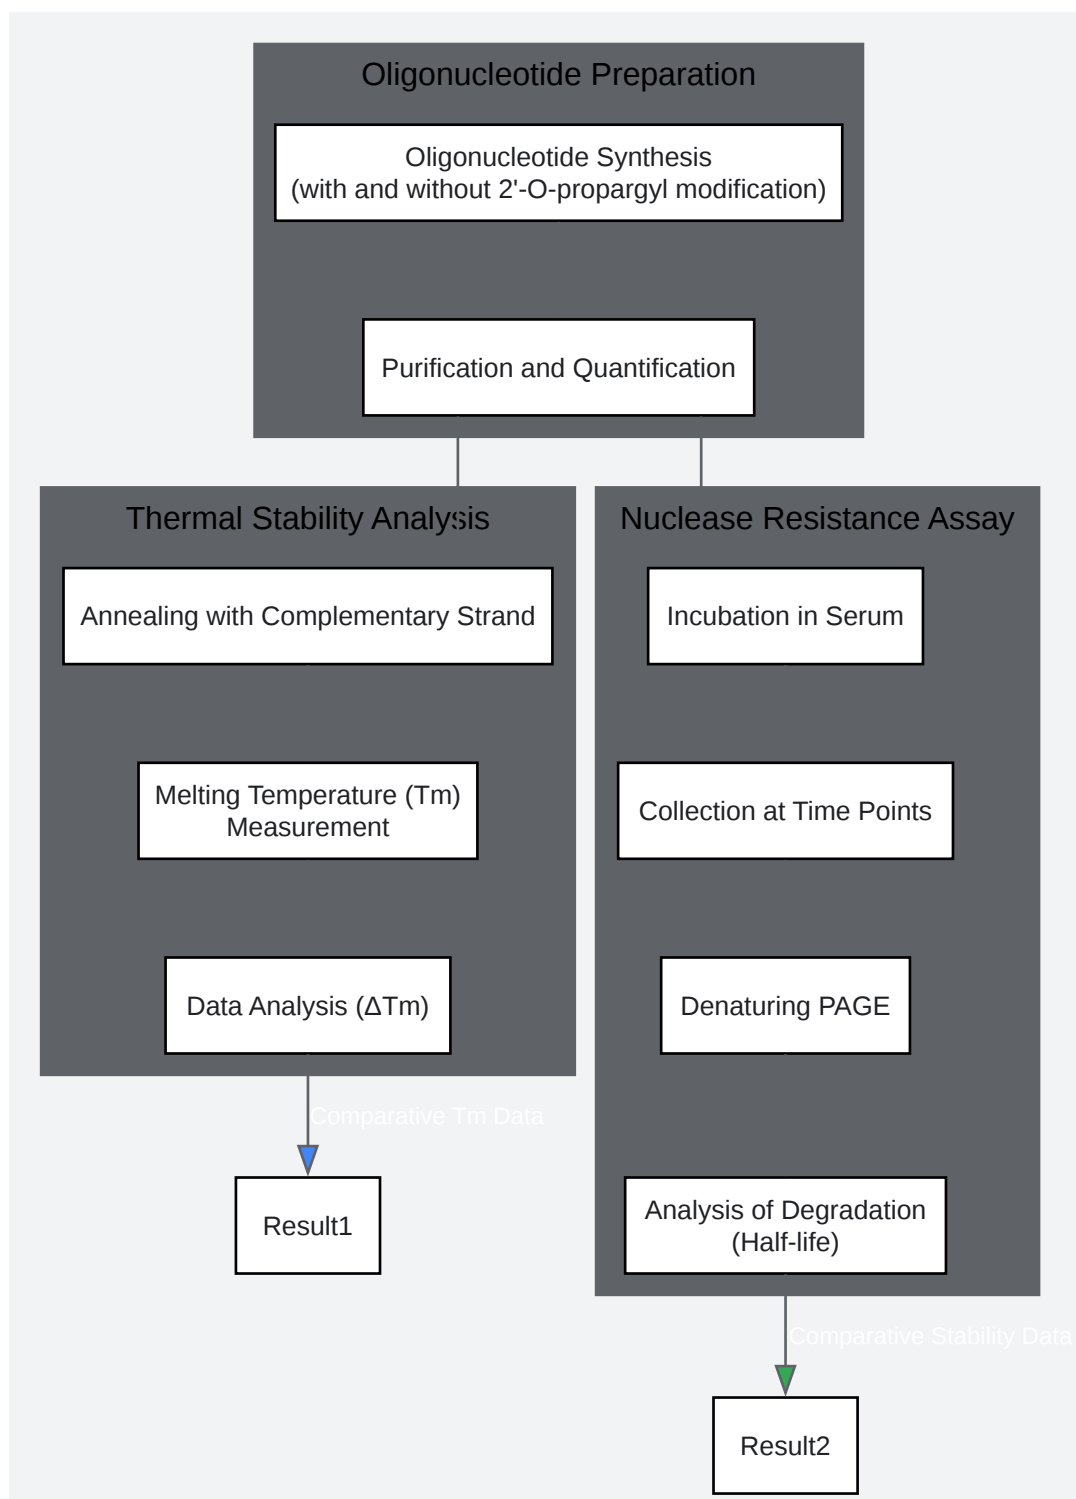 Oligonucleotide Preparation
Oligonucleotide Synthesis
(with and without 2'-O-propargyl modification)
Purification and Quantification
Thermal Stability Analysis
Annealing with Complementary Strand
Melting Temperature (Tm)
Measurement
Data Analysis (ΔTm)
Comparative Tm Data
Result1
Nuclease Resistance Assay
Incubation in Serum
Collection at Time Points
Denaturing PAGE
Analysis of Degradation
(Half-life)
Comparative Stability Data
Result2